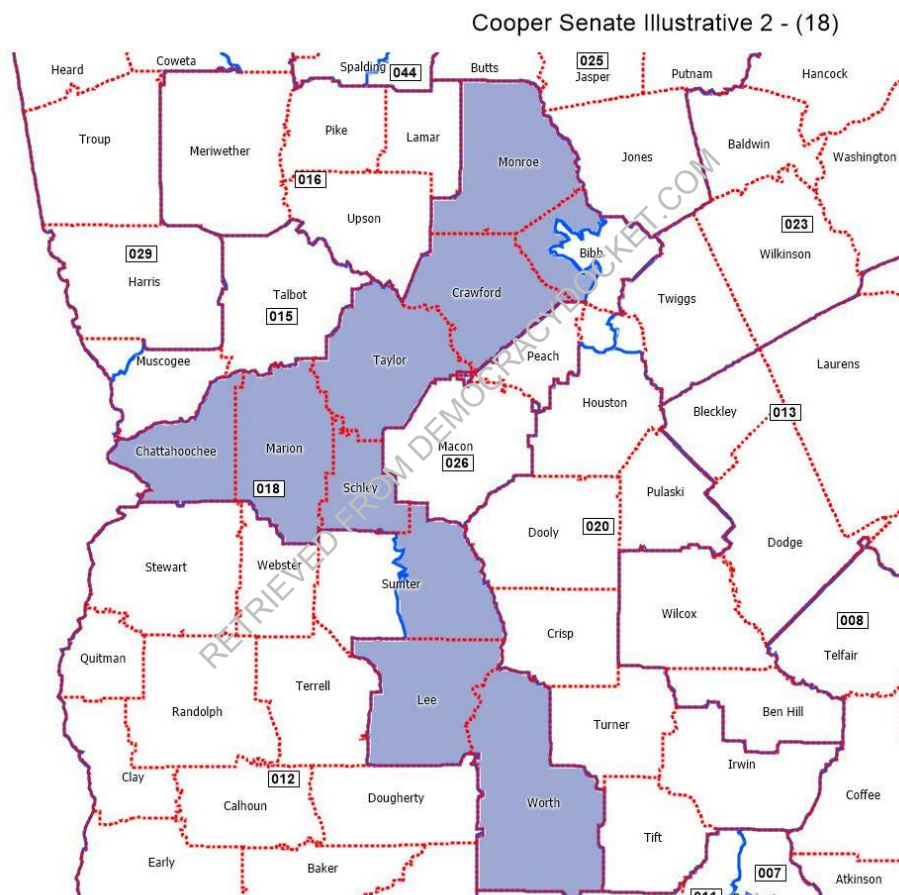 Cooper Senate Illustrative 2 - (18)
Heard
Coweta
Spalding
044
Butts
025
Jasper
Putnam
Hancock
Troup
Meriwether
Pike
Lamar
Monroe
Jones
Baldwin
Washington
016
Upson
023
Wilkinson
029
Harris
Bibb
Talbot
015
Crawford
Twiggs
Muscogee
Taylor
Peach
Laurens
Houston
Bleckley
013
Chattahoochee
Marion
Macon
026
018
Schley
Pulaski
Dooly
020
Dodge
Stewart
Webster
Sumter
Wilcox
008
Crisp
Telfair
Quitman
Terrell
Lee
Randolph
Turner
Ben Hill
Irwin
Clay
012
Calhoun
Dougherty
Worth
Coffee
Tift
Early
Baker
007
Atkinson
011
RETRIEVED FROM DEMOCRACYDOCKET.COM